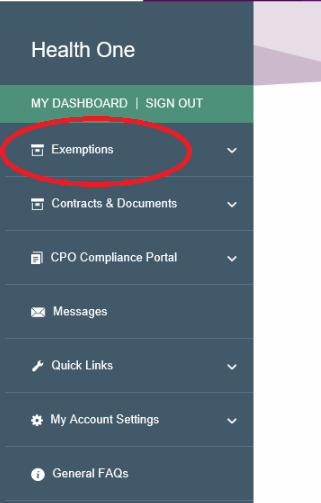 Health One
MY DASHBOARD | SIGN OUT
Exemptions
Contracts & Documents
CPO Compliance Portal
Messages
Quick Links
My Account Settings
General FAQs